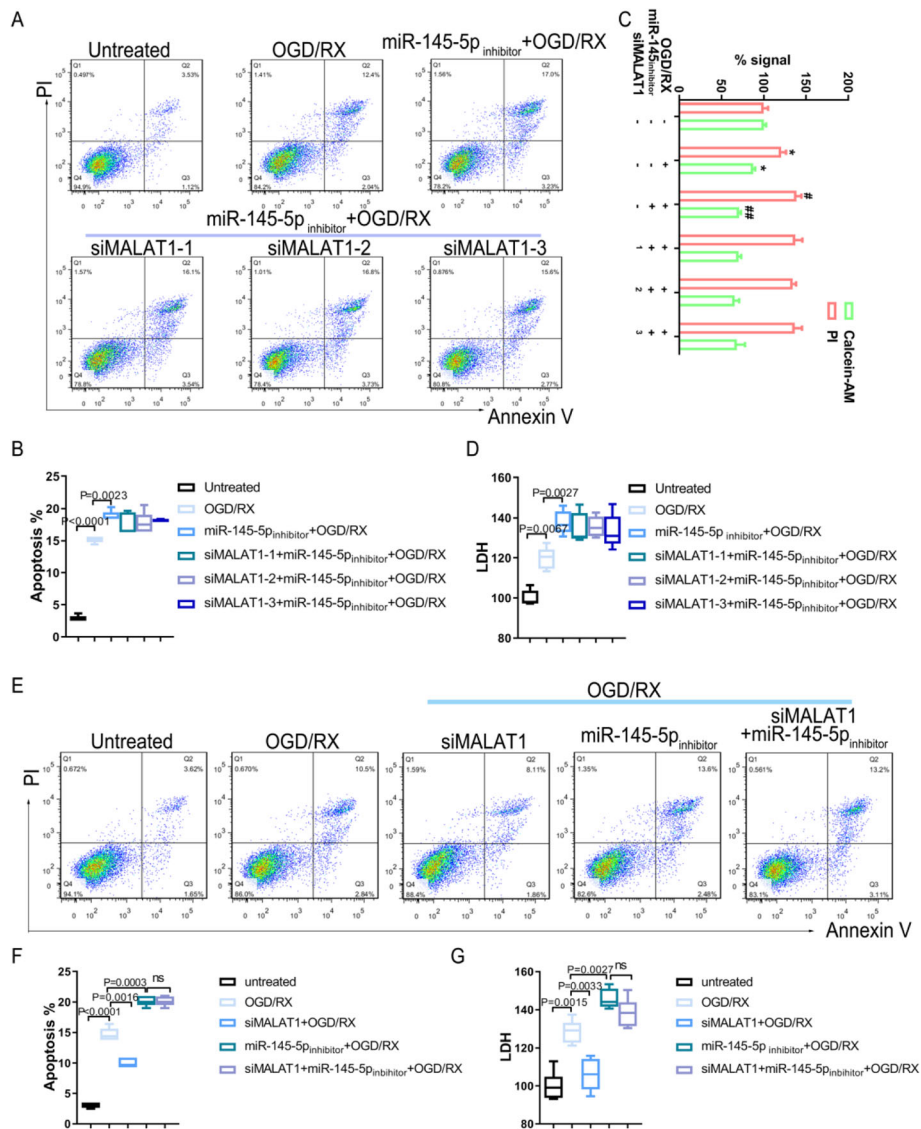 A
Untreated
OGD/RX
miR-145-5p inhibitor+OGD/RX
PI
Q1
0.497%
Q2
3.53%
Q4
94.9%
Q3
1.12%
Q1
1.41%
Q2
12.4%
Q4
84.2%
Q3
2.04%
Q1
1.56%
Q2
17.0%
Q4
78.2%
Q3
3.23%
miR-145-5p inhibitor+OGD/RX
siMALAT1-1
siMALAT1-2
siMALAT1-3
Q1
1.57%
Q2
16.1%
Q4
78.8%
Q3
3.54%
Q1
1.01%
Q2
16.8%
Q4
78.4%
Q3
3.73%
Q1
0.876%
Q2
15.6%
Q4
80.8%
Q3
2.77%
Annexin V
C
% signal
0 50 100 150 200
OGD/RX - + + + + +
miR-145inhibitor - - + + + +
siMALAT1 - - - 1 2 3
* * # ##
Calcein-AM
PI
B
Apoptosis %
25
20
15
10
5
0
P<0.0001
P=0.0023
Untreated
OGD/RX
miR-145-5pinhibitor+OGD/RX
siMALAT1-1+miR-145-5pinhibitor+OGD/RX
siMALAT1-2+miR-145-5pinhibitor+OGD/RX
siMALAT1-3+miR-145-5pinhibitor+OGD/RX
D
LDH
160
140
120
100
80
P=0.0067
P=0.0027
Untreated
OGD/RX
miR-145-5pinhibitor+OGD/RX
siMALAT1-1+miR-145-5pinhibitor+OGD/RX
siMALAT1-2+miR-145-5pinhibitor+OGD/RX
siMALAT1-3+miR-145-5pinhibitor+OGD/RX
E
OGD/RX
Untreated
OGD/RX
siMALAT1
miR-145-5pinhibitor
siMALAT1
+miR-145-5pinhibitor
PI
Q1
0.672%
Q2
3.62%
Q4
94.1%
Q3
1.65%
Q1
0.670%
Q2
10.5%
Q4
86.0%
Q3
2.84%
Q1
1.59%
Q2
8.11%
Q4
88.4%
Q3
1.86%
Q1
1.35%
Q2
13.6%
Q4
82.6%
Q3
2.48%
Q1
0.561%
Q2
13.2%
Q4
83.1%
Q3
3.11%
Annexin V
F
Apoptosis %
25
20
15
10
5
0
P<0.0001
P=0.0016
P=0.0003
ns
untreated
OGD/RX
siMALAT1+OGD/RX
miR-145-5pinhibitor+OGD/RX
siMALAT1+miR-145-5pinbihitor+OGD/RX
G
LDH
160
140
120
100
80
P=0.0015
P=0.0033
P=0.0027
ns
untreated
OGD/RX
siMALAT1+OGD/RX
miR-145-5p inhibitor+OGD/RX
siMALAT1+miR-145-5pinbihitor+OGD/RX